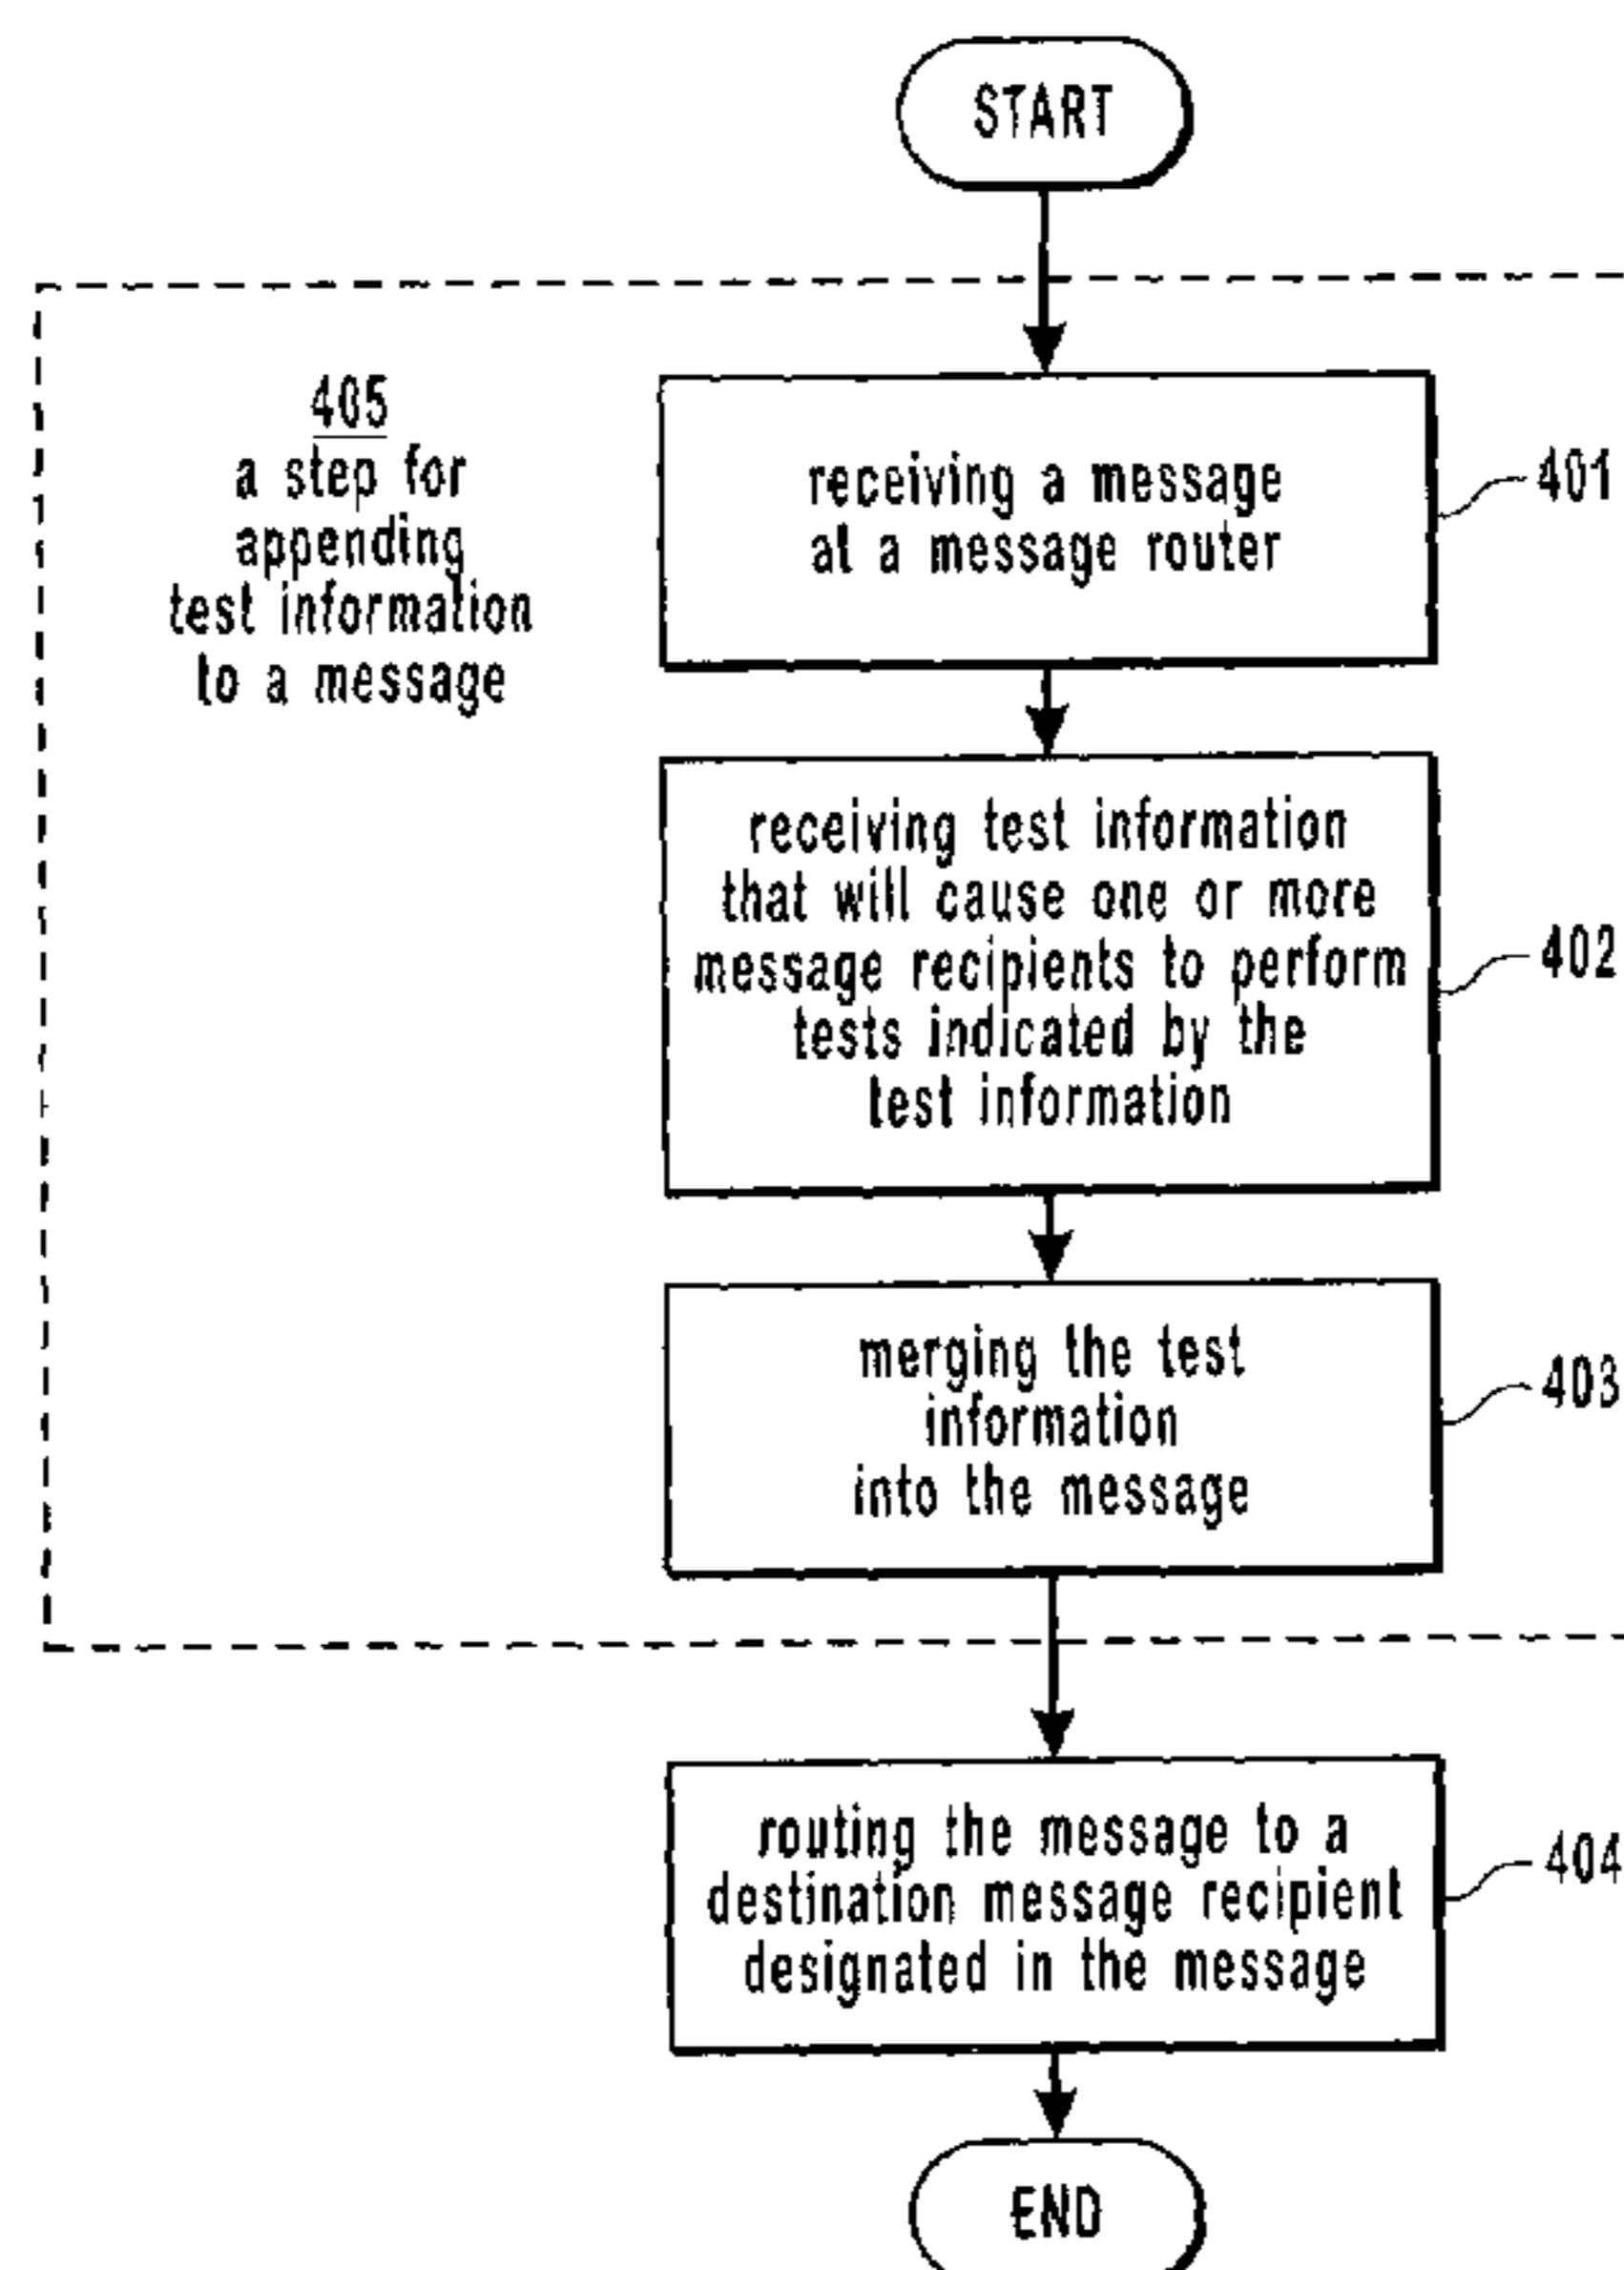 START
405
a step for
appending
test information
to a message
receiving a message
at a message router
401
receiving test information
that will cause one or more
message recipients to perform
tests indicated by the
test information
402
merging the test
information
into the message
403
routing the message to a
destination message recipient
designated in the message
404
END